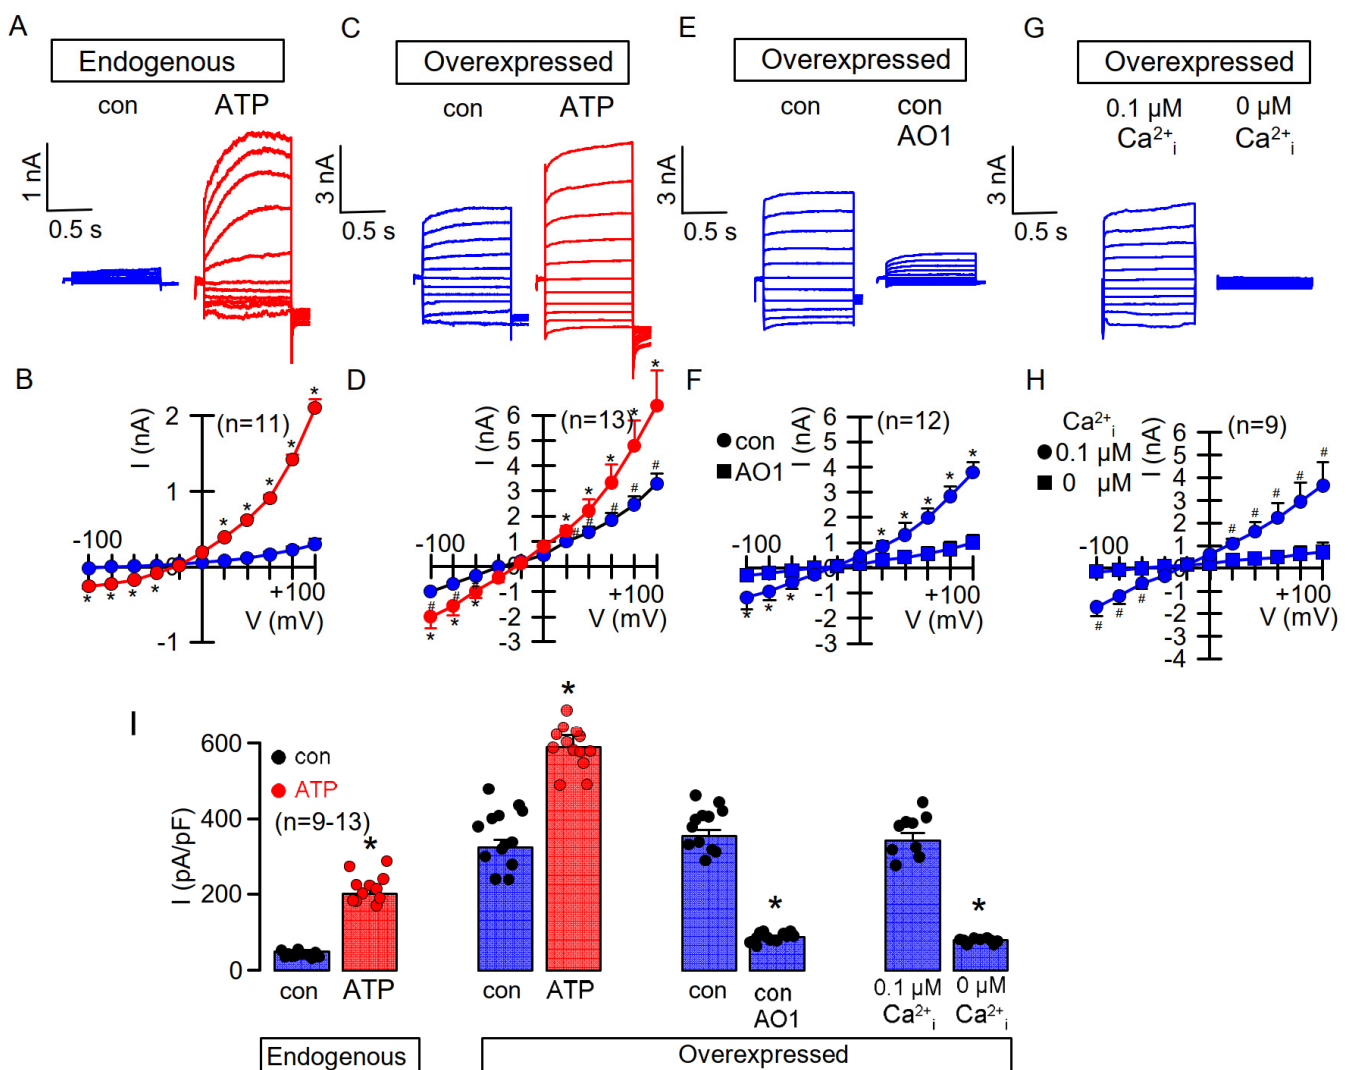 A
C
E
G
Endogenous
Overexpressed
Overexpressed
Overexpressed
con
ATP
con
ATP
con
con
AO1
0.1 µM
Ca²⁺ᵢ
0 µM
Ca²⁺ᵢ
1 nA
0.5 s
3 nA
0.5 s
3 nA
0.5 s
3 nA
0.5 s
B
I (nA)
(n=11)
2
1
0
-1
-100
+100
V (mV)
* * * * * * * * * *
D
I (nA)
(n=13)
6
5
4
3
2
1
0
-1
-2
-3
-100
+100
V (mV)
F
con
AO1
I (nA)
(n=12)
6
5
4
3
2
1
0
-1
-2
-3
-100
+100
V (mV)
H
Ca²⁺ᵢ
0.1 µM
0 µM
I (nA)
(n=9)
6
5
4
3
2
1
0
-1
-2
-3
-4
-100
+100
V (mV)
I
I (pA/pF)
600
400
200
0
con
ATP
(n=9-13)
*
*
*
*
con
ATP
con
ATP
con
con
AO1
0.1 µM
Ca²⁺ᵢ
0 µM
Ca²⁺ᵢ
Endogenous
Overexpressed